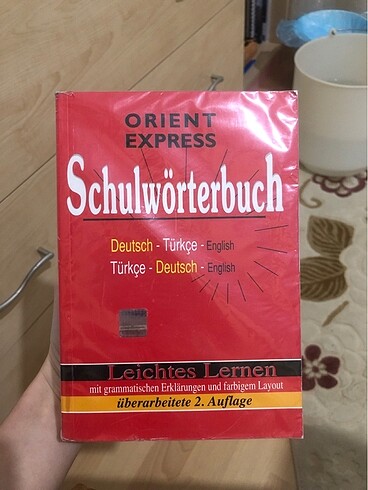 ORIENT
EXPRESS
Schulwörterbuch
Deutsch - Türkçe - English
Türkçe - Deutsch - English
Leichtes Lernen
mit grammatischen Erklärungen und farbigem Layout
überarbeitete 2. Auflage